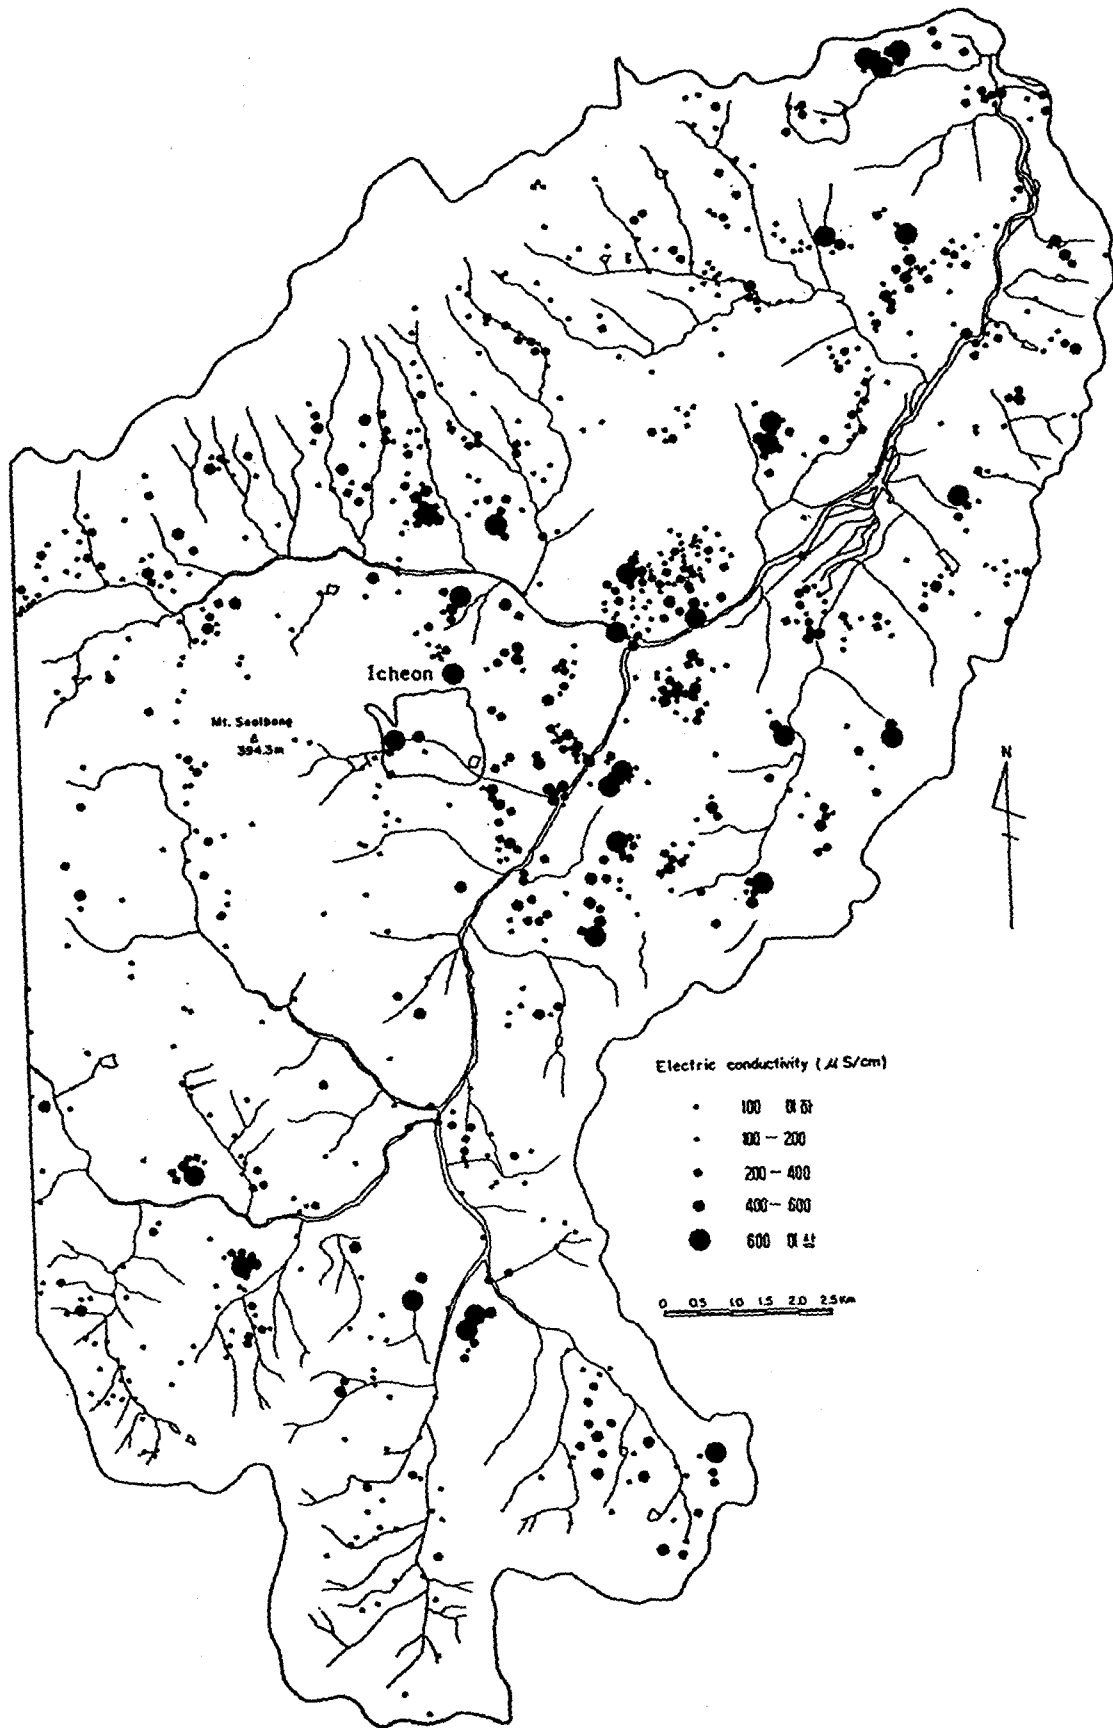 Icheon
Mt. Seolbong
394.3m
N
Electric conductivity (μS/cm)
100 이하
100 - 200
200 - 400
400 - 600
600 이상
0 0.5 1.0 1.5 2.0 2.5Km